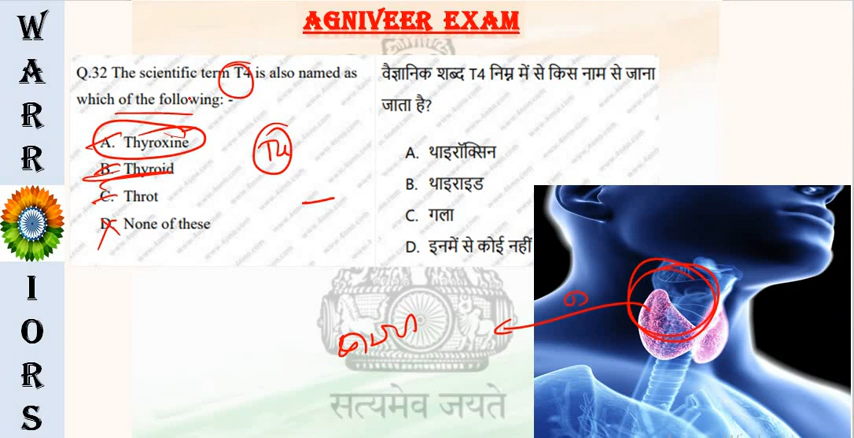 AGNIVEER EXAM
WARRIORS
Q.32 The scientific term T4 is also named as
which of the following: -
A. Thyroxine
B. Thyroid
C. Throt
D. None of these
T4
वैज्ञानिक शब्द T4 निम्न में से किस नाम से जाना
जाता है?
A. थाइरॉक्सिन
B. थाइराइड
C. गला
D. इनमें से कोई नहीं
सत्यमेव जयते